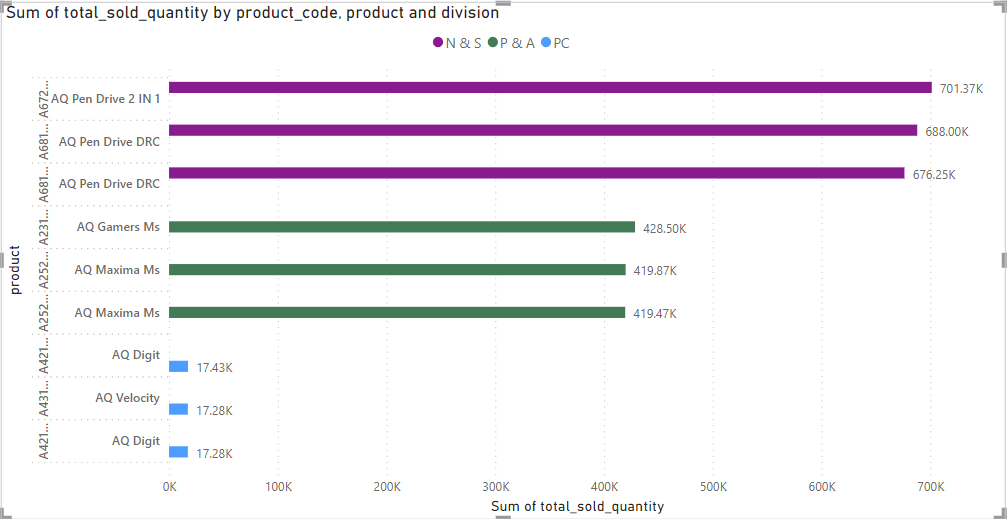 Sum of total_sold_quantity by product_code, product and division
N & S P & A PC
product
A672... AQ Pen Drive 2 IN 1 701.37K
A681... AQ Pen Drive DRC 688.00K
A681... AQ Pen Drive DRC 676.25K
A231... AQ Gamers Ms 428.50K
A252... AQ Maxima Ms 419.87K
A252... AQ Maxima Ms 419.47K
A421... AQ Digit 17.43K
A431... AQ Velocity 17.28K
A421... AQ Digit 17.28K
0K 100K 200K 300K 400K 500K 600K 700K
Sum of total_sold_quantity